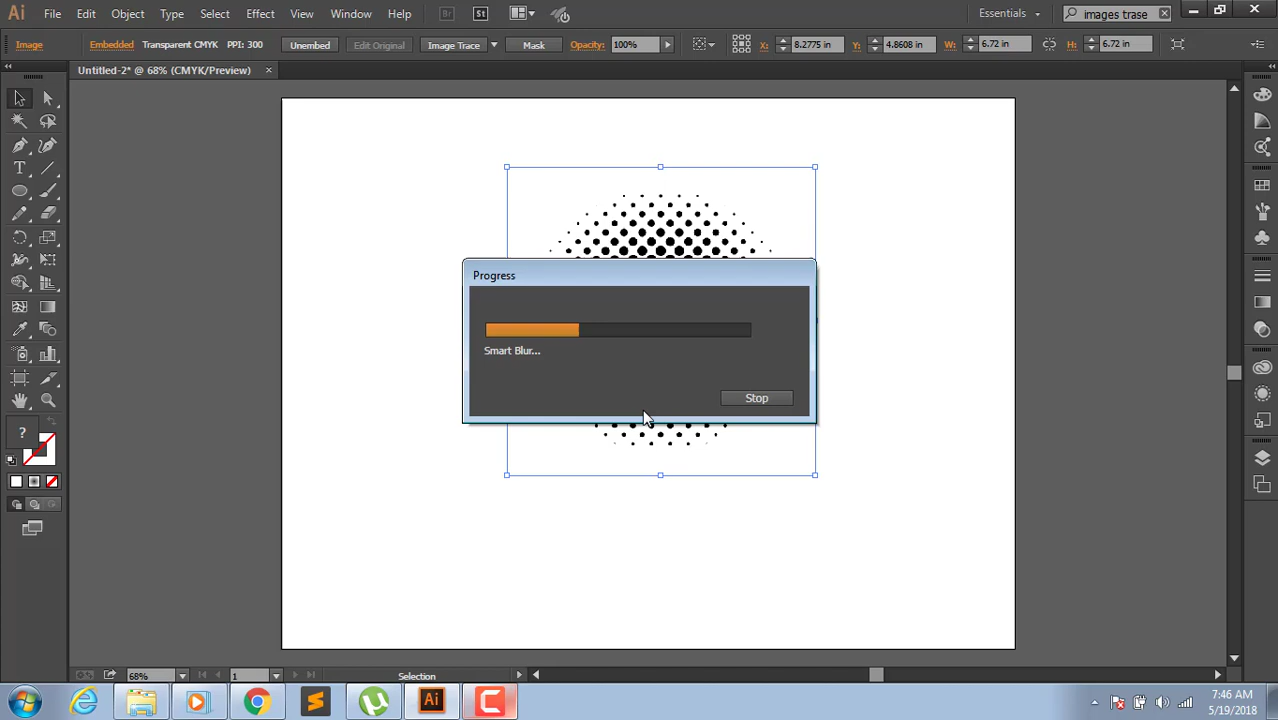 Ai File Edit Object Type Select Effect View Window Help Br St Essentials images trase
Image Embedded Transparent CMYK PPI: 300 Unembed Edit Original Image Trace Mask Opacity: 100% X: 8.2775 in Y: 4.8608 in W: 6.72 in H: 6.72 in
Untitled-2* @ 68% (CMYK/Preview)
Progress
Smart Blur...
Stop
?
68% 1 Selection
Ai
7:46 AM
5/19/2018